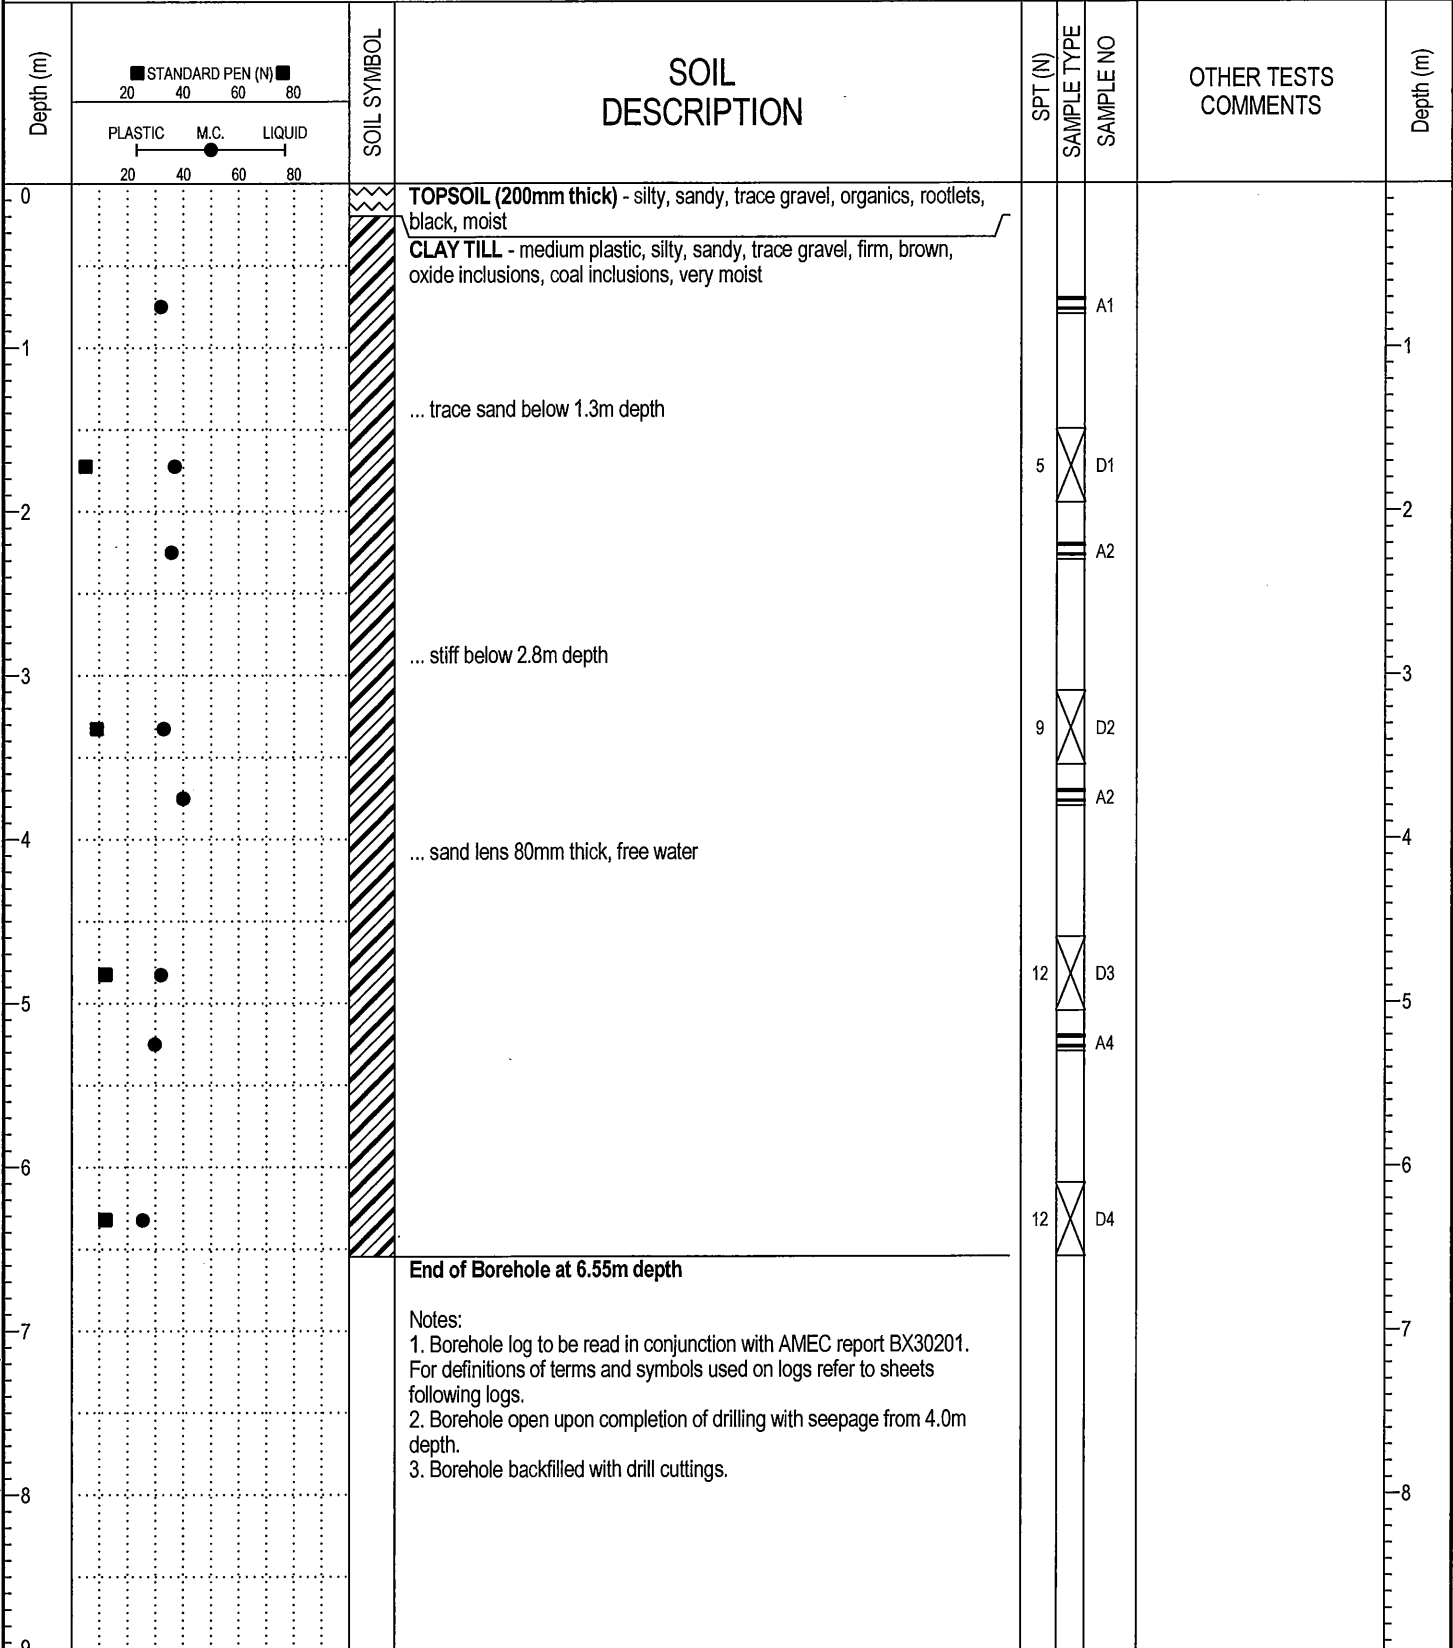 Depth (m)
STANDARD PEN (N)
20 40 60 80
PLASTIC M.C. LIQUID
20 40 60 80
SOIL SYMBOL
SOIL
DESCRIPTION
SPT (N)
SAMPLE TYPE
SAMPLE NO
OTHER TESTS
COMMENTS
Depth (m)
0
TOPSOIL (200mm thick) - silty, sandy, trace gravel, organics, rootlets,
black, moist
CLAY TILL - medium plastic, silty, sandy, trace gravel, firm, brown,
oxide inclusions, coal inclusions, very moist
A1
1 1
... trace sand below 1.3m depth
5 D1
2 2
A2
... stiff below 2.8m depth
3 3
9 D2
A2
4 4
... sand lens 80mm thick, free water
12 D3
5 5
A4
6 6
12 D4
End of Borehole at 6.55m depth
Notes:
7 7
1. Borehole log to be read in conjunction with AMEC report BX30201.
For definitions of terms and symbols used on logs refer to sheets
following logs.
2. Borehole open upon completion of drilling with seepage from 4.0m
depth.
3. Borehole backfilled with drill cuttings.
8 8
9